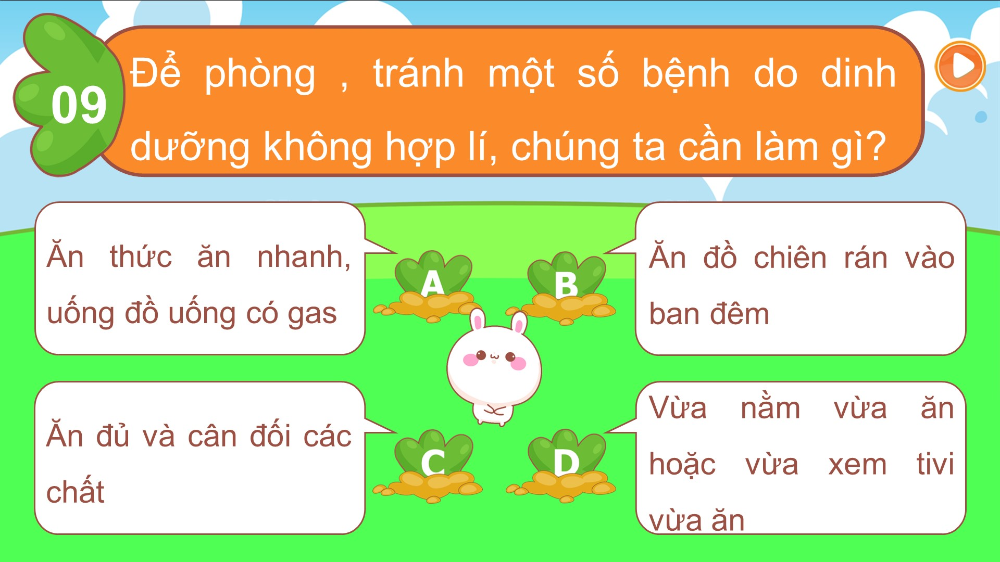 09
Để phòng , tránh một số bệnh do dinh
dưỡng không hợp lí, chúng ta cần làm gì?
Ăn thức ăn nhanh,
uống đồ uống có gas
A
B
Ăn đồ chiên rán vào
ban đêm
Ăn đủ và cân đối các
chất
C
D
Vừa nằm vừa ăn
hoặc vừa xem tivi
vừa ăn